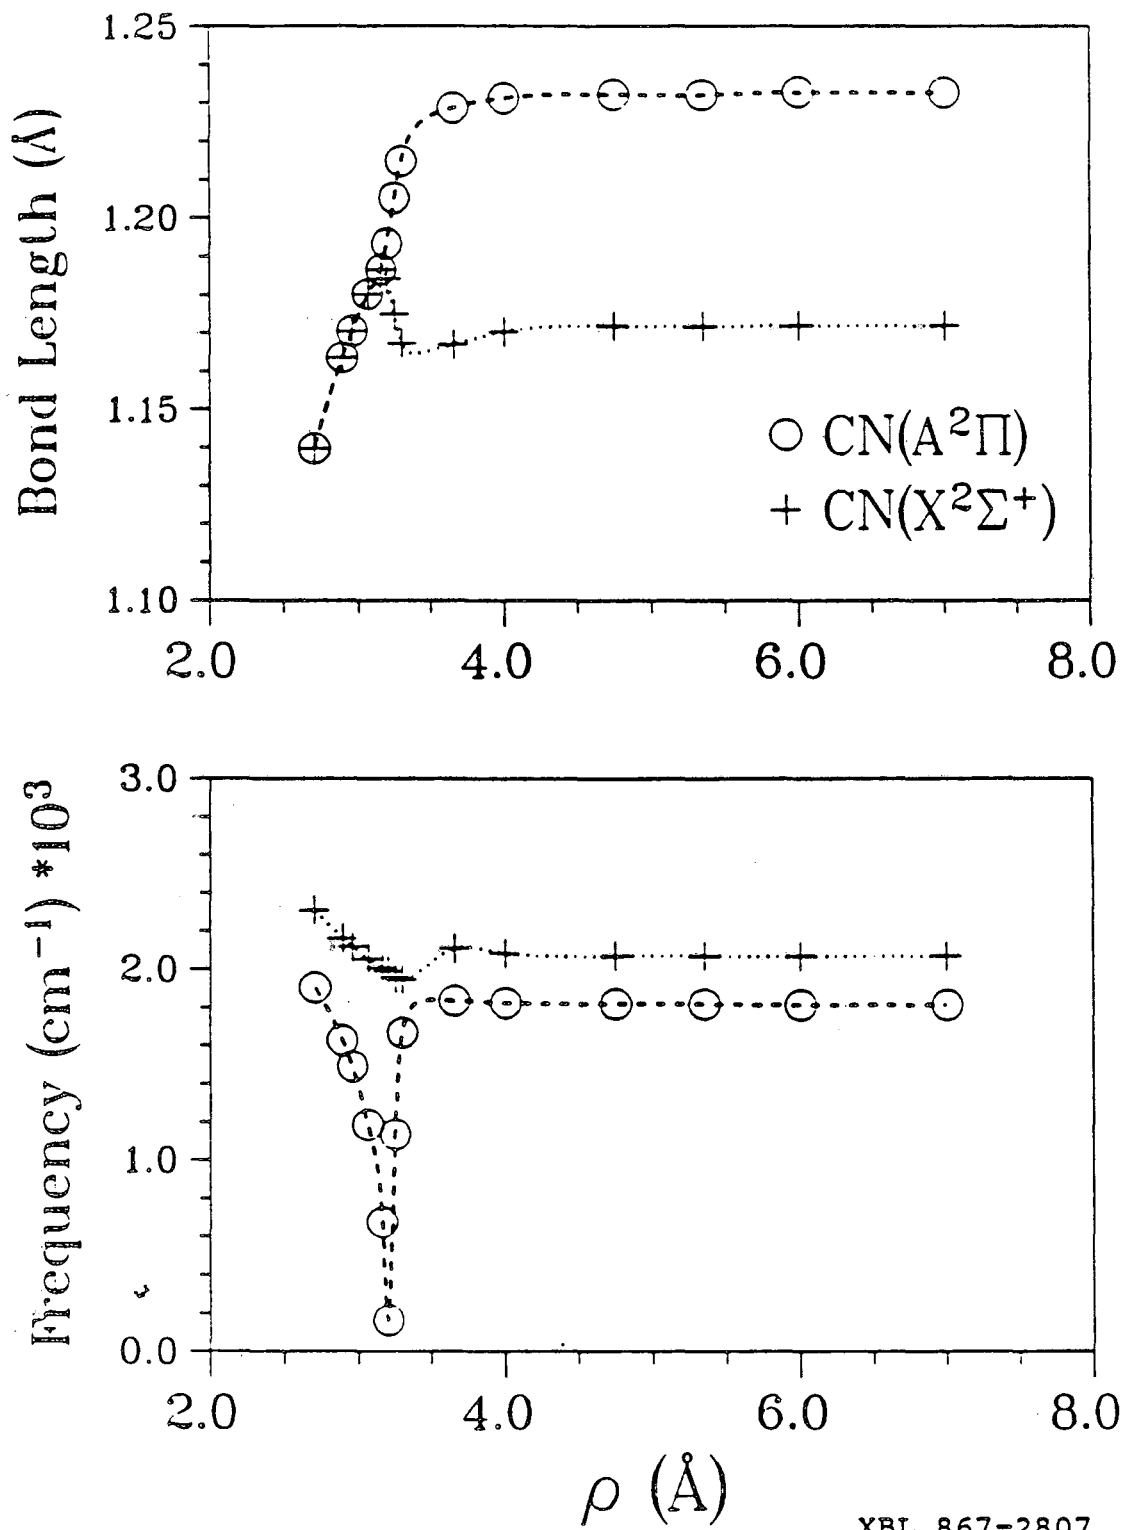 1.25
1.20
1.15
1.10
Bond Length (Å)
CN(A²Π)
CN(X²Σ⁺)
2.0 4.0 6.0 8.0
3.0
2.0
1.0
0.0
Frequency (cm⁻¹) *10³
2.0 4.0 6.0 8.0
ρ (Å)
XBL 867-2807